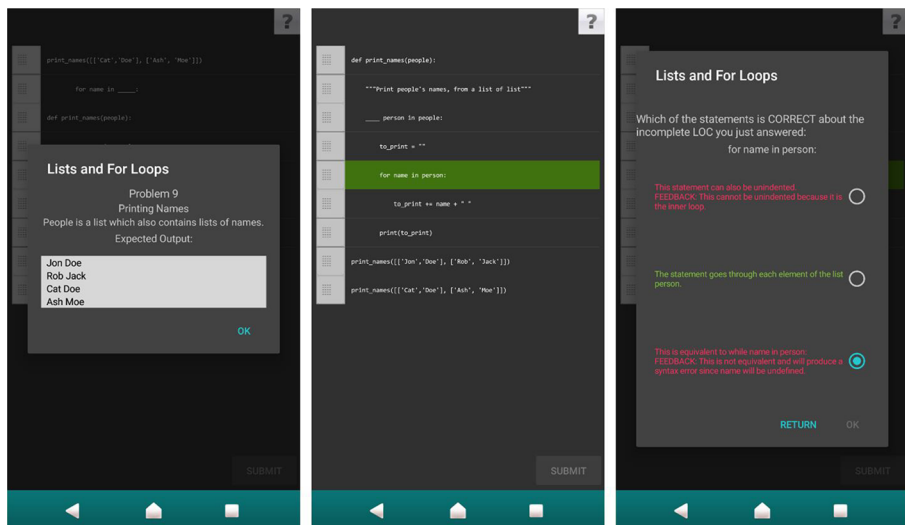 ?
print_names([['Cat','Doe'], ['Ash', 'Moe']])
for name in _____:
def print_names(people):
Lists and For Loops
Problem 9
Printing Names
People is a list which also contains lists of names.
Expected Output:
Jon Doe
Rob Jack
Cat Doe
Ash Moe
OK
SUBMIT
?
def print_names(people):
"""Print people's names, from a list of list"""
____ person in people:
to_print = ""
for name in person:
to_print += name + " "
print(to_print)
print_names([['Jon','Doe'], ['Rob', 'Jack']])
print_names([['Cat','Doe'], ['Ash', 'Moe']])
SUBMIT
?
Lists and For Loops
Which of the statements is CORRECT about the
incomplete LOC you just answered:
for name in person:
This statement can also be unindented.
FEEDBACK: This cannot be unindented because it is
the inner loop.
The statement goes through each element of the list
person.
This is equivalent to while name in person:
FEEDBACK: This is not equivalent and will produce a
syntax error since name will be undefined.
RETURN OK
SUBMIT